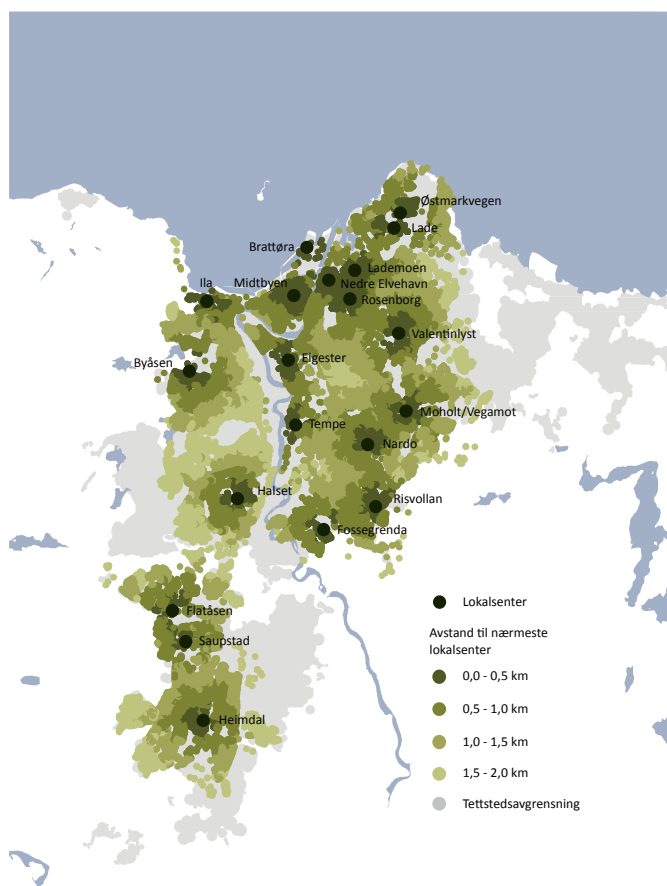 Østmarkvegen
Lade
Brattøra
Lademoen
Ila
Midtbyen
Nedre Elvehavn
Rosenborg
Valentinlyst
Elgester
Byåsen
Moholt/Vegamot
Tempe
Nardo
Halset
Risvollan
Fossegrenda
Flatåsen
Saupstad
Heimdal
Lokalsenter
Avstand til nærmeste
lokalsenter
0,0 - 0,5 km
0,5 - 1,0 km
1,0 - 1,5 km
1,5 - 2,0 km
Tettstedsavgrensning